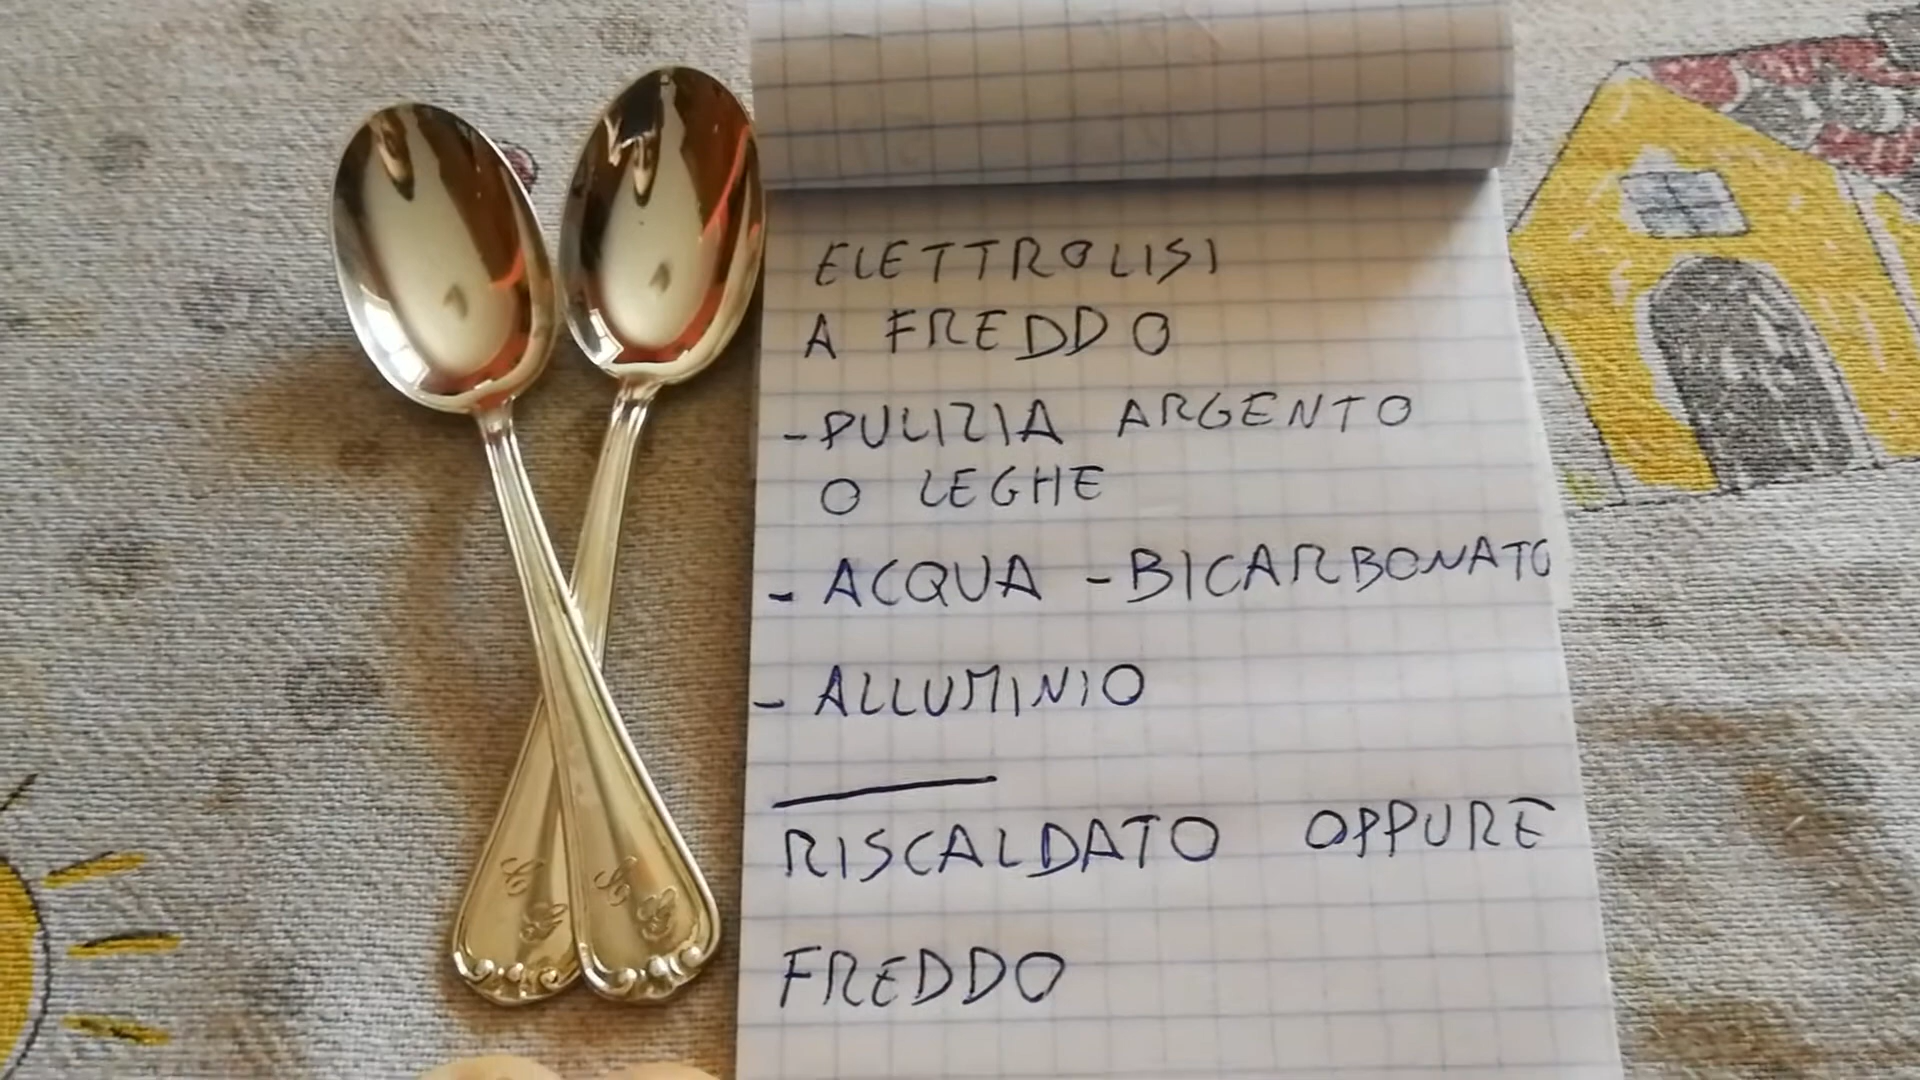 ELETTROLISI
A FREDDO
- PULIZIA ARGENTO
O LEGHE
- ACQUA - BICARBONATO
- ALLUMINIO
RISCALDATO OPPURE
FREDDO